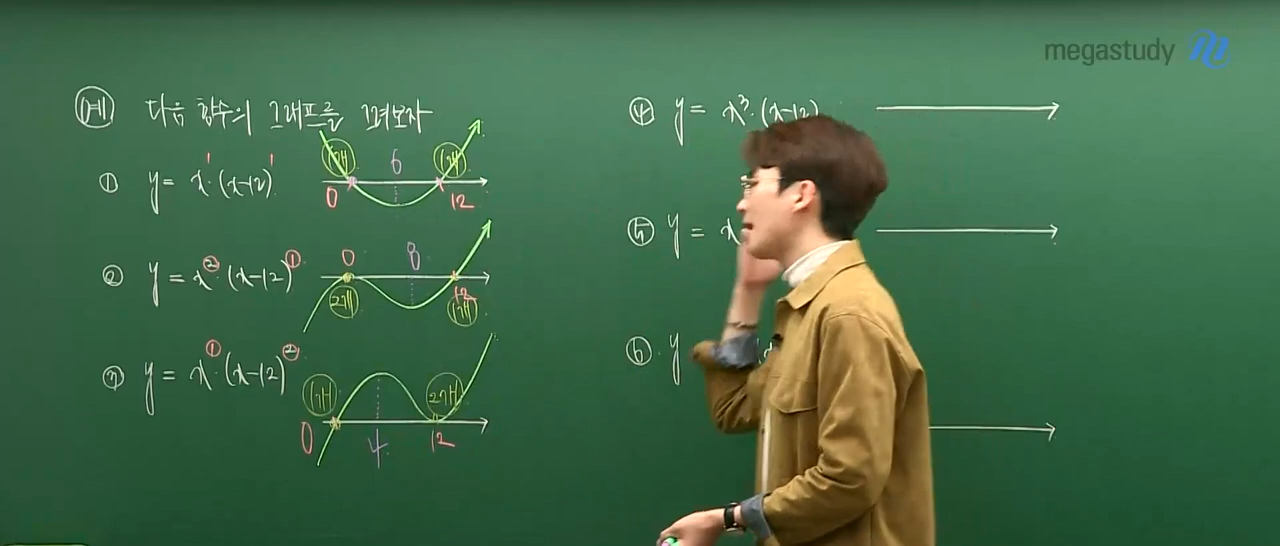 megastudy
예1 다음 함수의 그래프를 그려보자
① y = x¹·(x-12)¹
1개 6 1개
0 12
② y = x²·(x-12)①
0 8
2개 12 1개
③ y = x①·(x-12)②
1개 2개
0 4 12
④ y = x³·(x-12)
⑤ y = x
⑥ y